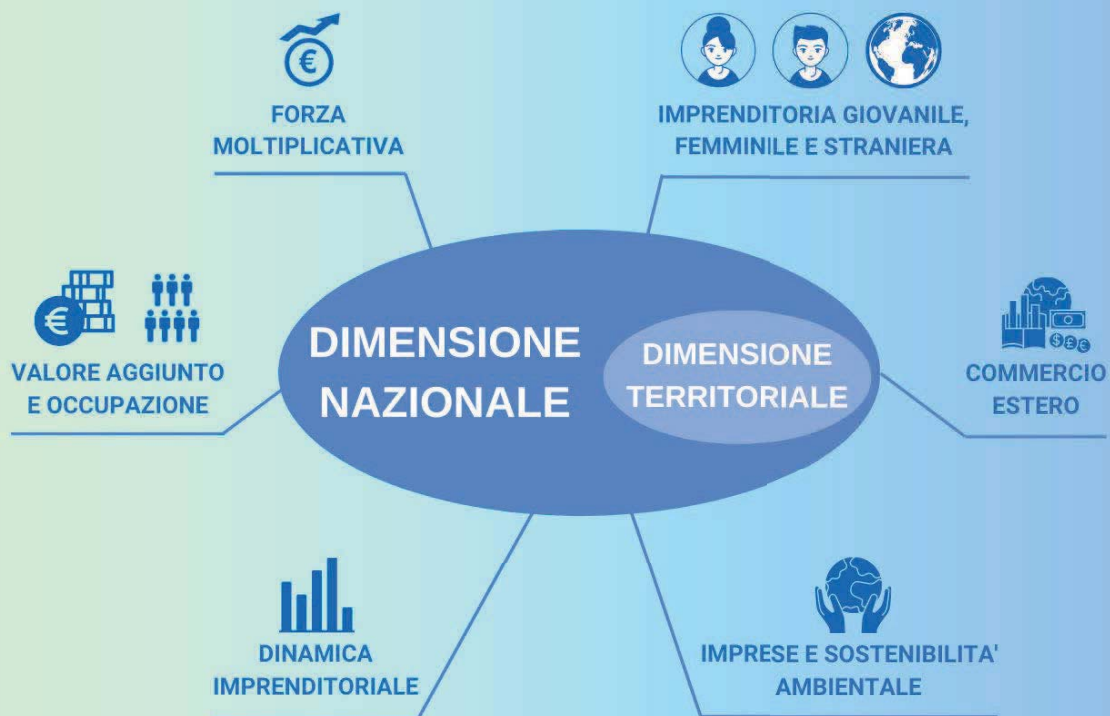 FORZA
MOLTIPLICATIVA
IMPRENDITORIA GIOVANILE,
FEMMINILE E STRANIERA
VALORE AGGIUNTO
E OCCUPAZIONE
DIMENSIONE
NAZIONALE
DIMENSIONE
TERRITORIALE
COMMERCIO
ESTERO
DINAMICA
IMPRENDITORIALE
IMPRESE E SOSTENIBILITA'
AMBIENTALE